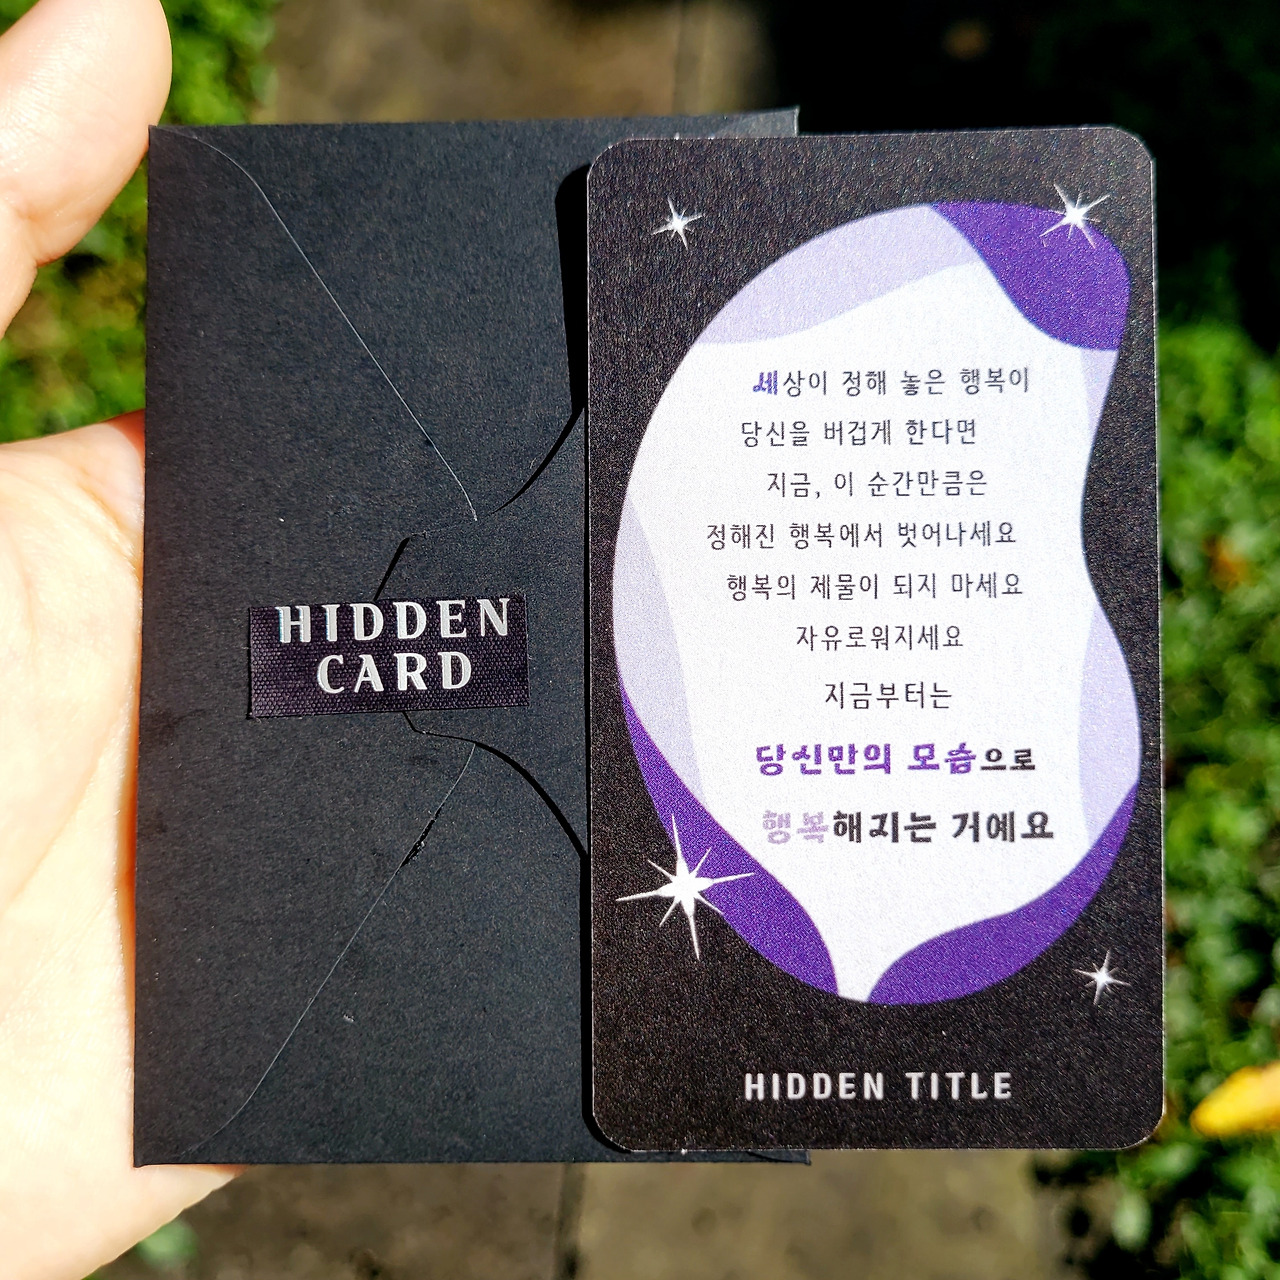 HIDDEN
CARD
세상이 정해 놓은 행복이
당신을 버겁게 한다면
지금, 이 순간만큼은
정해진 행복에서 벗어나세요
행복의 제물이 되지 마세요
자유로워지세요
지금부터는
당신만의 모습으로
행복해지는 거예요
HIDDEN TITLE